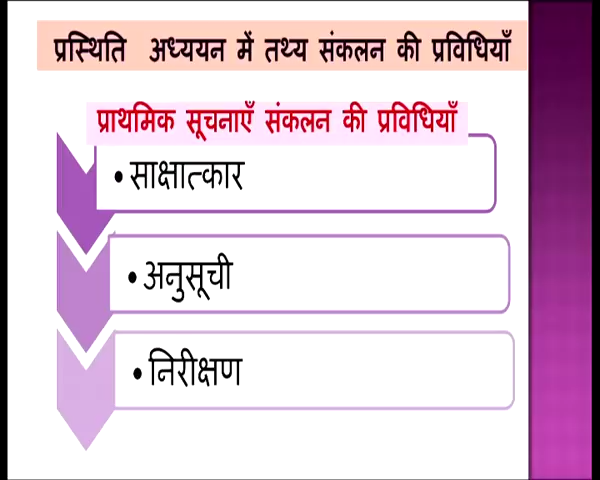 प्रस्थिति अध्ययन में तथ्य संकलन की प्रविधियाँ
प्राथमिक सूचनाएँ संकलन की प्रविधियाँ
• साक्षात्कार
• अनुसूची
• निरीक्षण